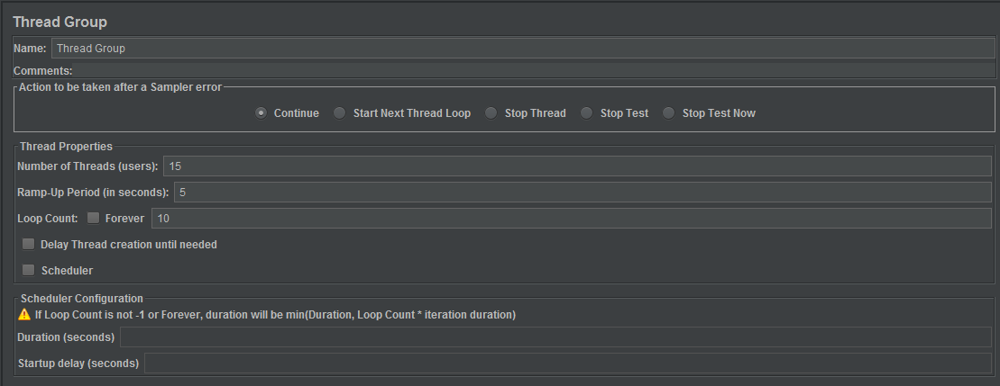 Thread Group
Name: Thread Group
Comments:
Action to be taken after a Sampler error
Continue Start Next Thread Loop Stop Thread Stop Test Stop Test Now
Thread Properties
Number of Threads (users): 15
Ramp-Up Period (in seconds): 5
Loop Count: Forever 10
Delay Thread creation until needed
Scheduler
Scheduler Configuration
If Loop Count is not -1 or Forever, duration will be min(Duration, Loop Count * iteration duration)
Duration (seconds)
Startup delay (seconds)